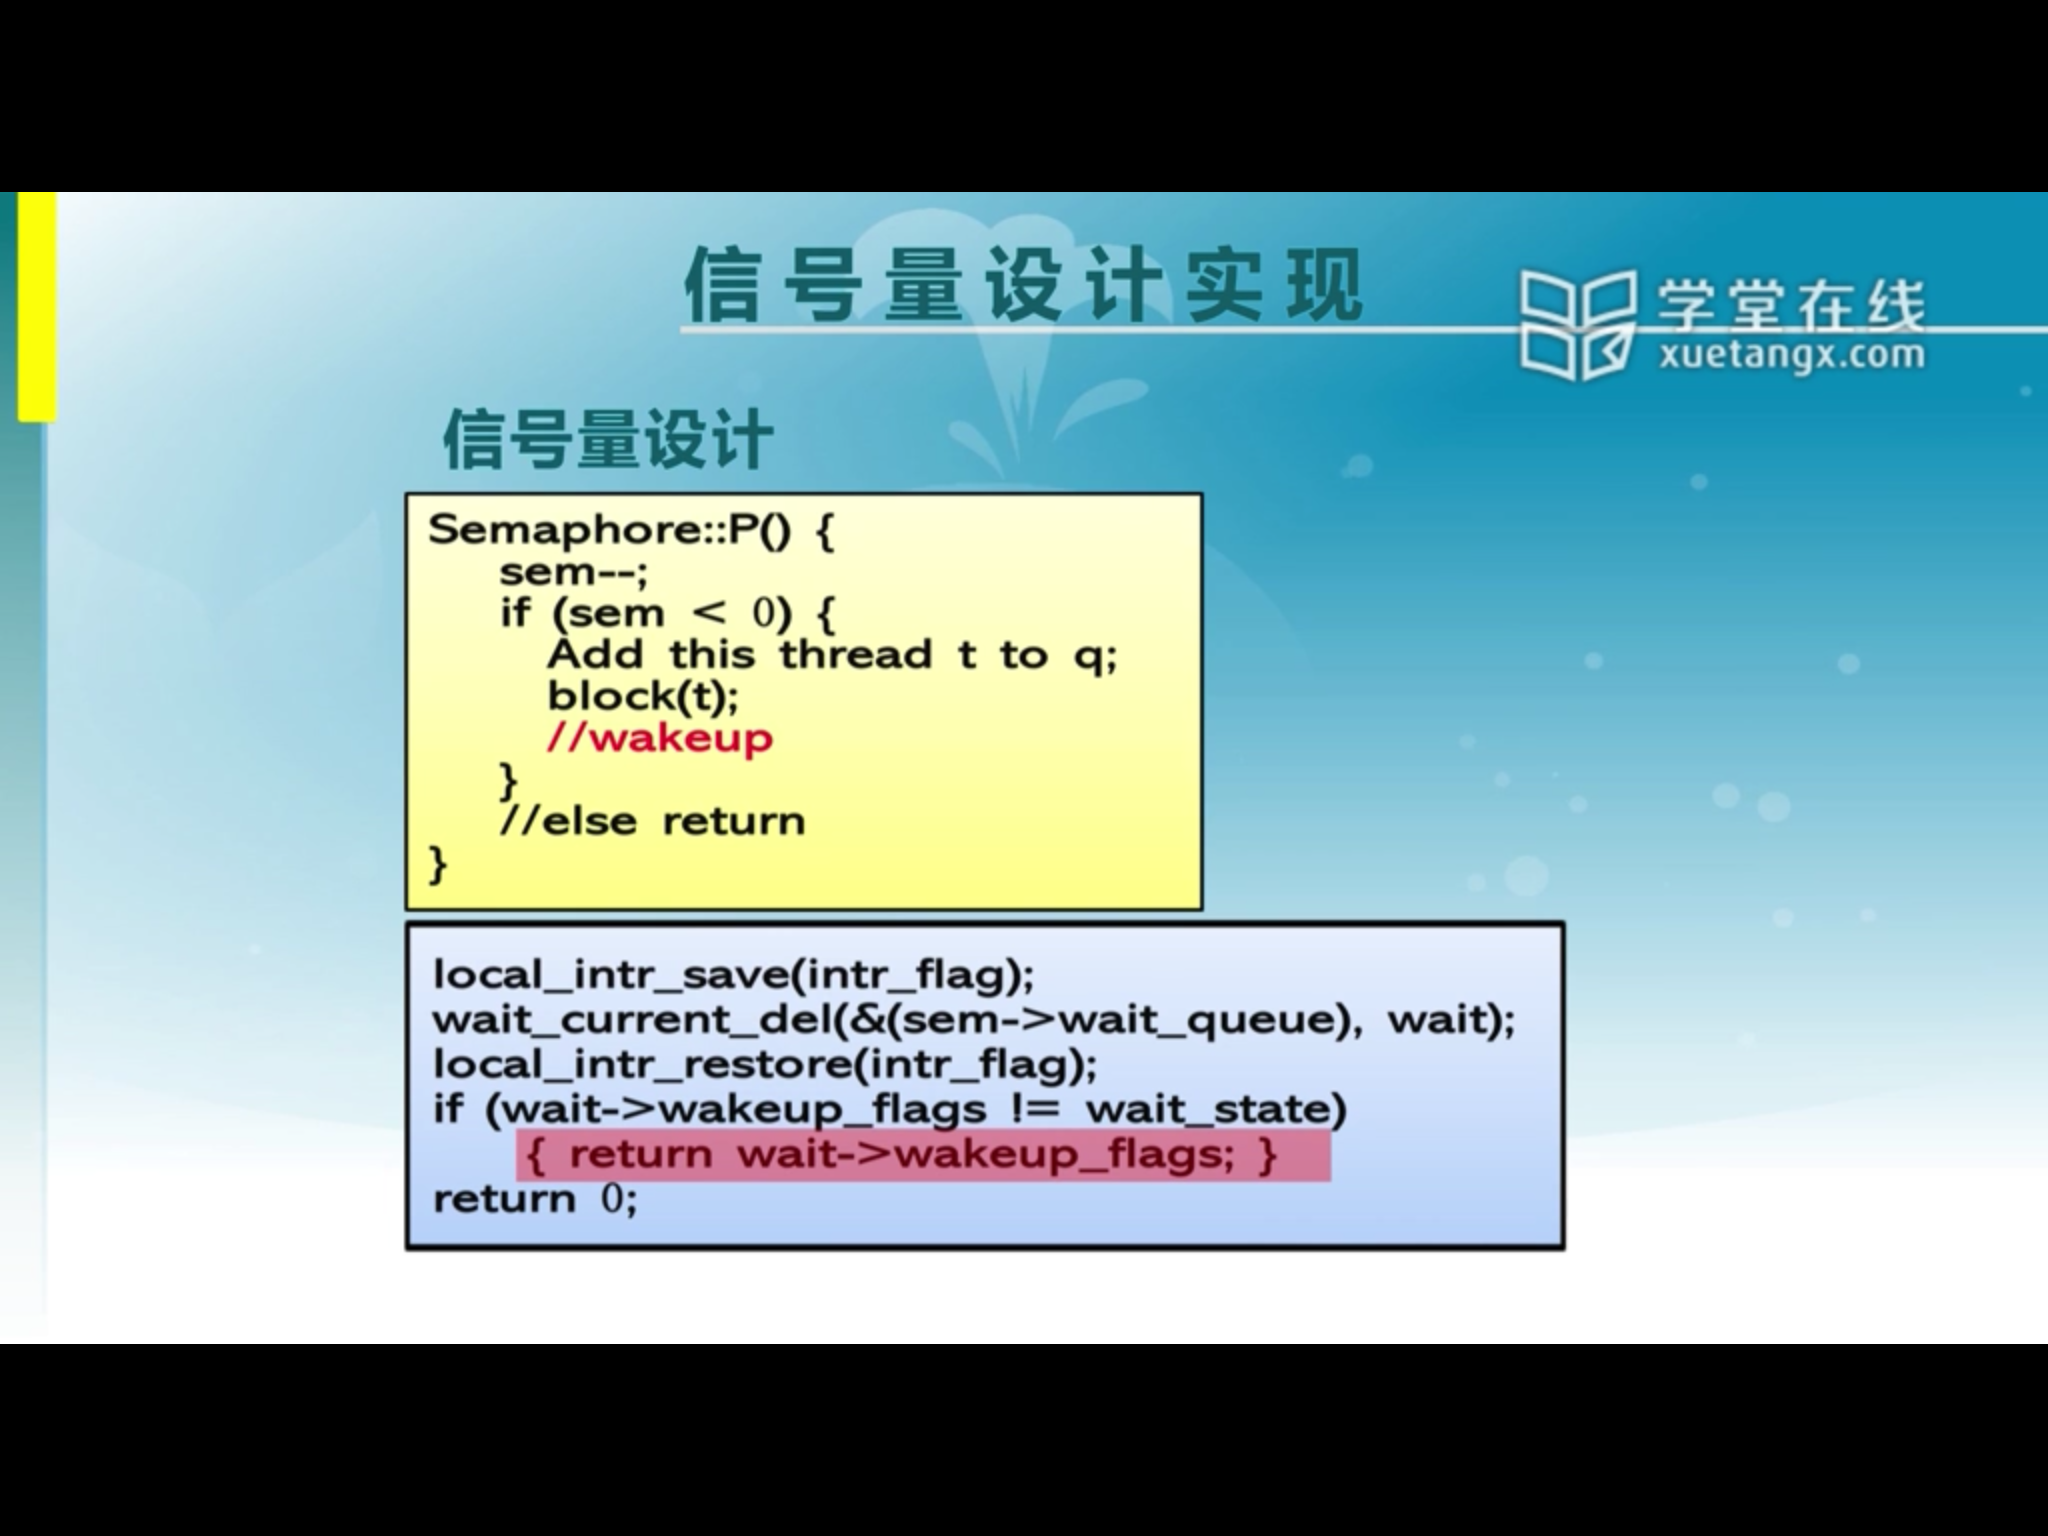 信号量设计实现
学堂在线
xuetangx.com
信号量设计
Semaphore::P() {
sem--;
if (sem < 0) {
Add this thread t to q;
block(t);
//wakeup
}
//else return
}
local_intr_save(intr_flag);
wait_current_del(&(sem->wait_queue), wait);
local_intr_restore(intr_flag);
if (wait->wakeup_flags != wait_state)
{ return wait->wakeup_flags; }
return 0;